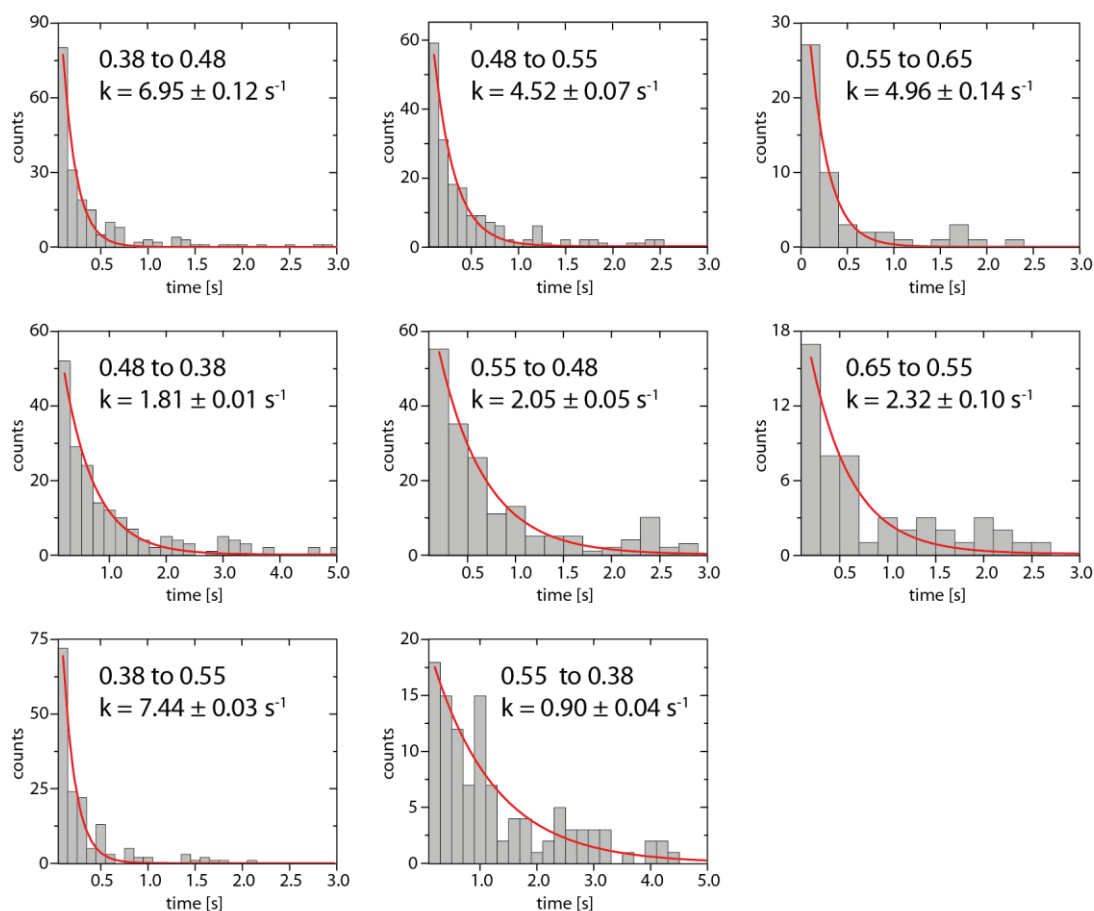 90
60
30
0
counts
0.38 to 0.48
k = 6.95 ± 0.12 s⁻¹
0.5 1.0 1.5 2.0 2.5 3.0
time [s]
60
40
20
0
counts
0.48 to 0.55
k = 4.52 ± 0.07 s⁻¹
0.5 1.0 1.5 2.0 2.5 3.0
time [s]
30
20
10
0
counts
0.55 to 0.65
k = 4.96 ± 0.14 s⁻¹
0 0.5 1.0 1.5 2.0 2.5 3.0
time [s]
60
40
20
0
counts
0.48 to 0.38
k = 1.81 ± 0.01 s⁻¹
1.0 2.0 3.0 4.0 5.0
time [s]
60
40
20
0
counts
0.55 to 0.48
k = 2.05 ± 0.05 s⁻¹
0.5 1.0 1.5 2.0 2.5 3.0
time [s]
18
12
6
0
counts
0.65 to 0.55
k = 2.32 ± 0.10 s⁻¹
0.5 1.0 1.5 2.0 2.5 3.0
time [s]
75
50
25
0
counts
0.38 to 0.55
k = 7.44 ± 0.03 s⁻¹
0.5 1.0 1.5 2.0 2.5 3.0
time [s]
20
15
10
5
0
counts
0.55 to 0.38
k = 0.90 ± 0.04 s⁻¹
1.0 2.0 3.0 4.0 5.0
time [s]